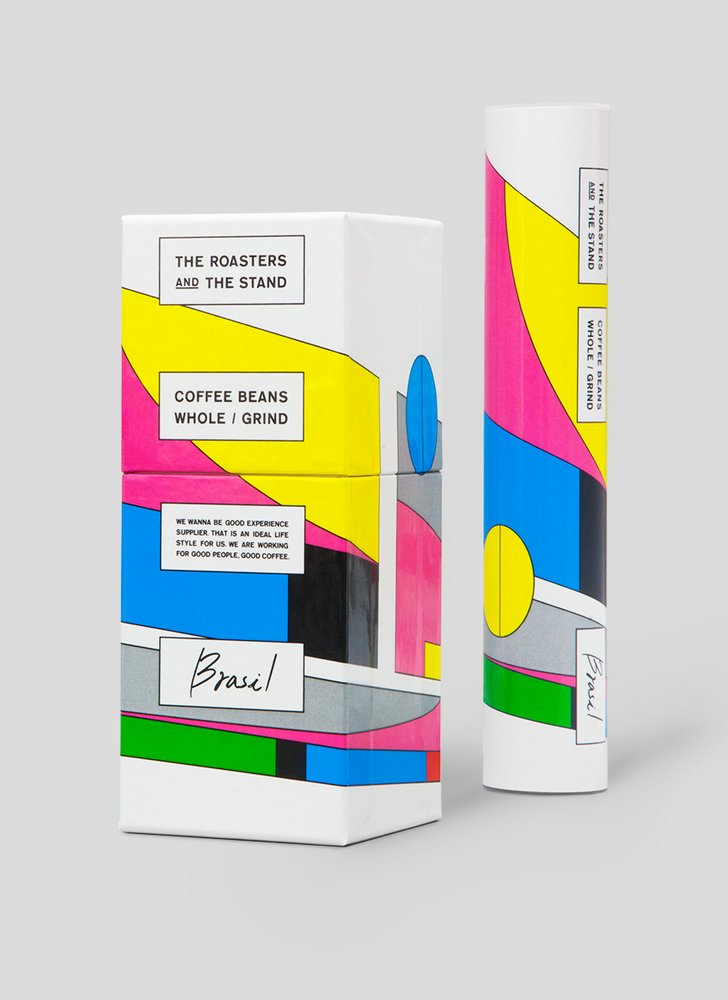 THE ROASTERS
AND THE STAND
COFFEE BEANS
WHOLE / GRIND
WE WANNA BE GOOD EXPERIENCE
SUPPLIER. THAT IS AN IDEAL LIFE
STYLE FOR US. WE ARE WORKING
FOR GOOD PEOPLE, GOOD COFFEE.
Brasil
THE ROASTERS
AND THE STAND
COFFEE BEANS
WHOLE / GRIND
Brasil